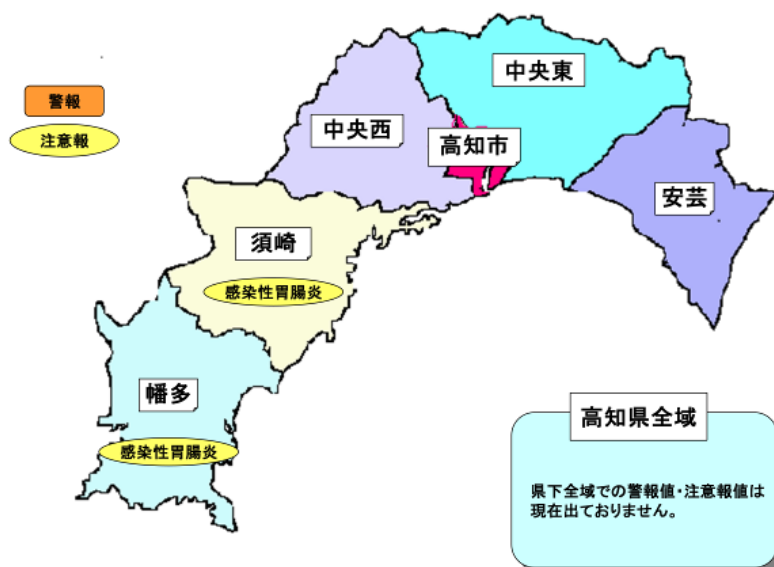 警報
注意報
中央東
中央西
高知市
安芸
須崎
感染性胃腸炎
幡多
感染性胃腸炎
高知県全域
県下全域での警報値・注意報値は
現在出ておりません。